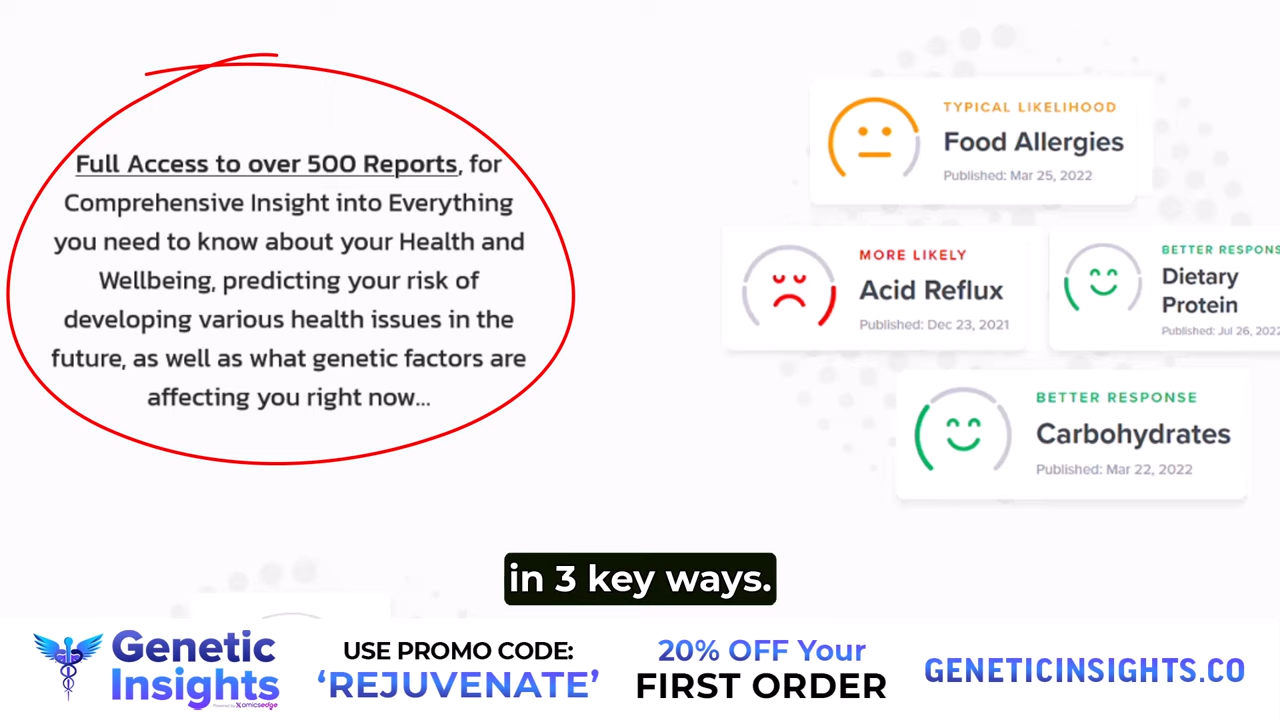 Full Access to over 500 Reports, for
Comprehensive Insight into Everything
you need to know about your Health and
Wellbeing, predicting your risk of
developing various health issues in the
future, as well as what genetic factors are
affecting you right now...
TYPICAL LIKELIHOOD
Food Allergies
Published: Mar 25, 2022
MORE LIKELY
Acid Reflux
Published: Dec 23, 2021
BETTER RESPONS
Dietary
Protein
Published: Jul 26, 2022
BETTER RESPONSE
Carbohydrates
Published: Mar 22, 2022
in 3 key ways.
Genetic
Insights
Powered by Xomicsedge
USE PROMO CODE:
‘REJUVENATE’
20% OFF Your
FIRST ORDER
GENETICINSIGHTS.CO